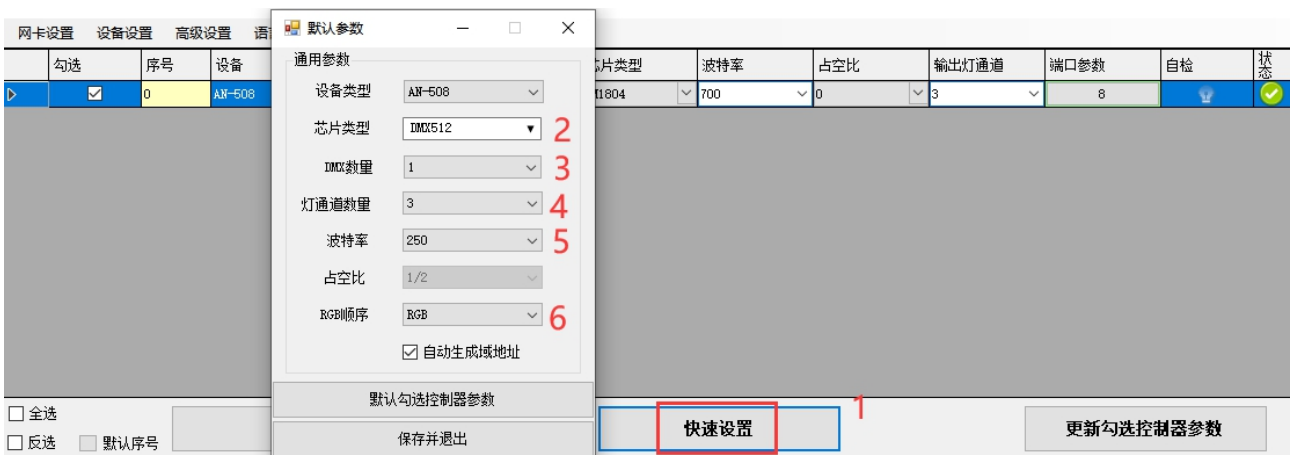 网卡设置 设备设置 高级设置 语
默认参数
勾选 序号 设备 芯片类型 波特率 占空比 输出灯通道 端口参数 自检 状态
0 AN-508 1804 700 0 3 8
通用参数
设备类型 AN-508
芯片类型 DMX512 2
DMX数量 1 3
灯通道数量 3 4
波特率 250 5
占空比 1/2
RGB顺序 RGB 6
自动生成域地址
默认勾选控制器参数
保存并退出
全选
反选 默认序号
快速设置 1
更新勾选控制器参数